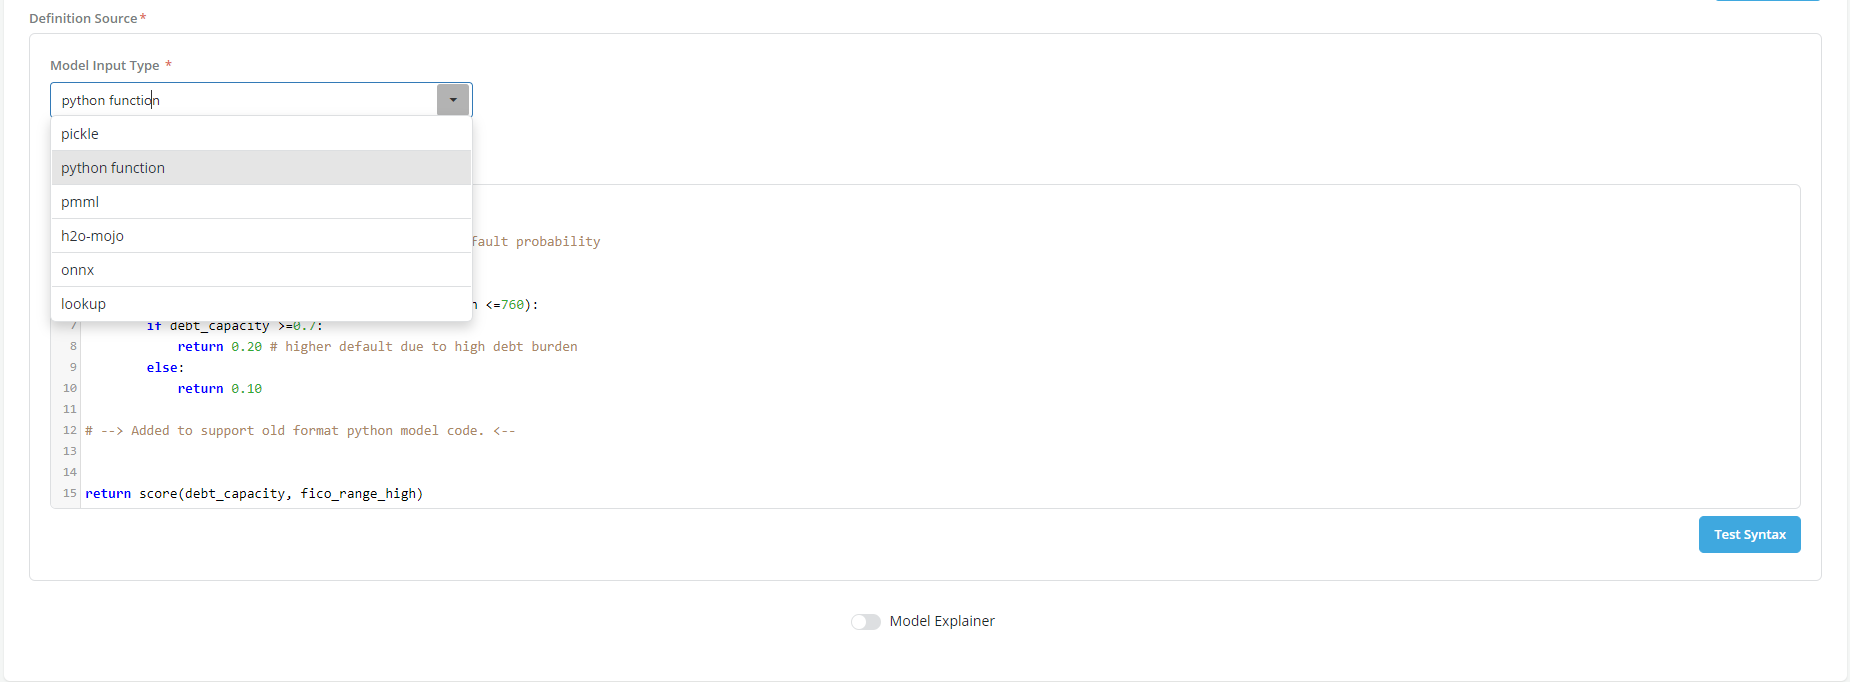 Definition Source*
Model Input Type *
python function
pickle
python function
pmml
h2o-mojo
onnx
lookup
probability
<=760):
7 if debt_capacity >=0.7:
8 return 0.20 # higher default due to high debt burden
9 else:
10 return 0.10
11
12 # --> Added to support old format python model code. <--
13
14
15 return score(debt_capacity, fico_range_high)
Test Syntax
Model Explainer